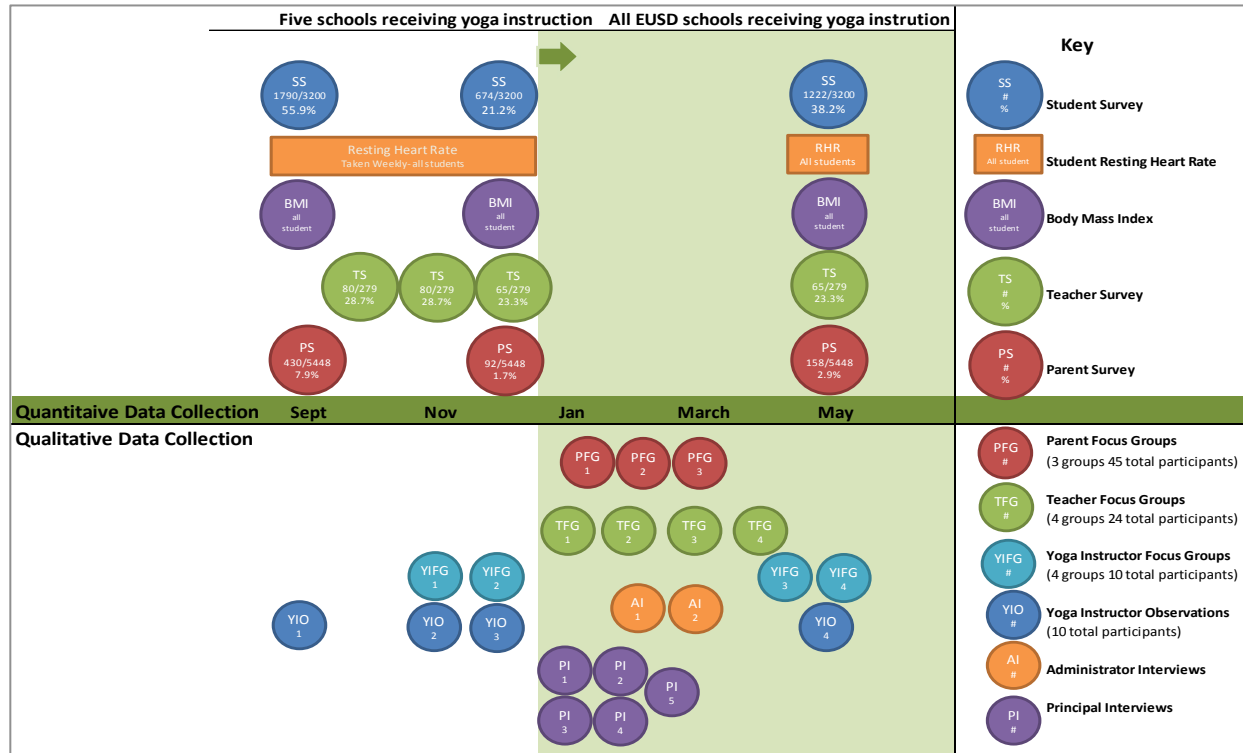 Five schools receiving yoga instruction
All EUSD schools receiving yoga instrution
Key
SS
1790/3200
55.9%
SS
674/3200
21.2%
SS
1222/3200
38.2%
SS
#
%
Student Survey
Resting Heart Rate
Taken Weekly- all students
RHR
All students
RHR
All student
Student Resting Heart Rate
BMI
all
student
BMI
all
student
BMI
all
student
BMI
all
student
Body Mass Index
TS
80/279
28.7%
TS
80/279
28.7%
TS
65/279
23.3%
TS
65/279
23.3%
TS
#
%
Teacher Survey
PS
430/5448
7.9%
PS
92/5448
1.7%
PS
158/5448
2.9%
PS
#
%
Parent Survey
Quantitaive Data Collection
Sept
Nov
Jan
March
May
Qualitative Data Collection
PFG
1
PFG
2
PFG
3
PFG
#
Parent Focus Groups
(3 groups 45 total participants)
TFG
1
TFG
2
TFG
3
TFG
4
TFG
#
Teacher Focus Groups
(4 groups 24 total participants)
YIFG
1
YIFG
2
YIFG
3
YIFG
4
YIFG
#
Yoga Instructor Focus Groups
(4 groups 10 total participants)
YIO
1
YIO
2
YIO
3
YIO
4
YIO
#
Yoga Instructor Observations
(10 total participants)
AI
1
AI
2
AI
#
Administrator Interviews
PI
1
PI
2
PI
5
PI
3
PI
4
PI
#
Principal Interviews